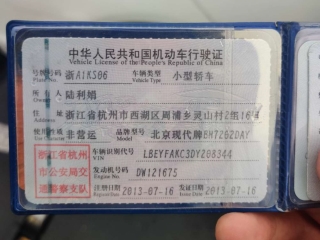 中华人民共和国机动车行驶证
Vehicle License of the People's Republic of China
号牌号码 浙A1KS06 车辆类型 小型轿车
Plate No. Vehicle Type
所有人 陆利娟
Owner
住址 浙江省杭州市西湖区周浦乡灵山村2组16号
Address
使用性质 非营运 品牌型号 北京现代牌BH7262DAY
Use Character Model
浙江省杭州市公安局交通警察支队
车辆识别代号 LBEYFAKC3DY208344
VIN
发动机号码 DW121675
Engine No.
注册日期 2013-07-16 发证日期 2013-07-16
Register Date Issue Date